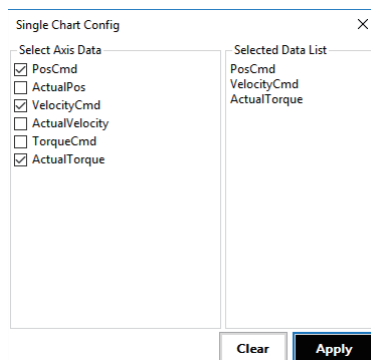 Single Chart Config
Select Axis Data
PosCmd
ActualPos
VelocityCmd
ActualVelocity
TorqueCmd
ActualTorque
Selected Data List
PosCmd
VelocityCmd
ActualTorque
Clear
Apply